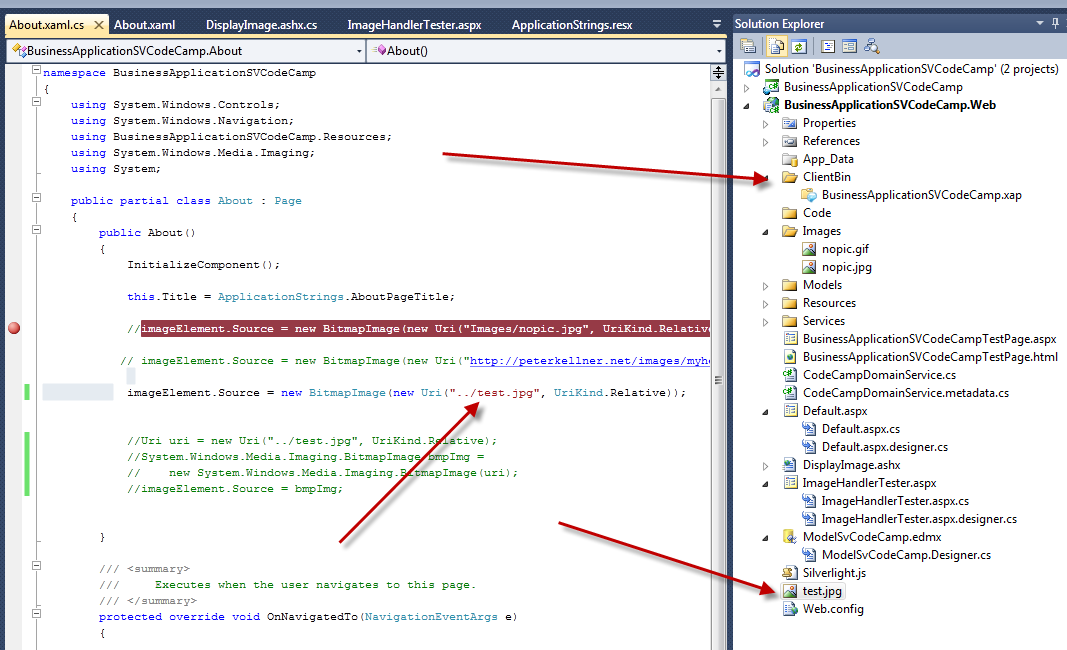 About.xaml.cs
About.xaml
DisplayImage.ashx.cs
ImageHandlerTester.aspx
ApplicationStrings.resx
BusinessApplicationSVCodeCamp.About
About()
namespace BusinessApplicationSVCodeCamp
{
using System.Windows.Controls;
using System.Windows.Navigation;
using BusinessApplicationSVCodeCamp.Resources;
using System.Windows.Media.Imaging;
using System;
public partial class About : Page
{
public About()
{
InitializeComponent();
this.Title = ApplicationStrings.AboutPageTitle;
//imageElement.Source = new BitmapImage(new Uri("Images/nopic.jpg", UriKind.Relative
// imageElement.Source = new BitmapImage(new Uri("http://peterkellner.net/images/myhe
imageElement.Source = new BitmapImage(new Uri("../test.jpg", UriKind.Relative));
//Uri uri = new Uri("../test.jpg", UriKind.Relative);
//System.Windows.Media.Imaging.BitmapImage bmpImg =
// new System.Windows.Media.Imaging.BitmapImage(uri);
//imageElement.Source = bmpImg;
}
/// <summary>
/// Executes when the user navigates to this page.
/// </summary>
protected override void OnNavigatedTo(NavigationEventArgs e)
{
Solution Explorer
Solution 'BusinessApplicationSVCodeCamp' (2 projects)
BusinessApplicationSVCodeCamp
BusinessApplicationSVCodeCamp.Web
Properties
References
App_Data
ClientBin
BusinessApplicationSVCodeCamp.xap
Code
Images
nopic.gif
nopic.jpg
Models
Resources
Services
BusinessApplicationSVCodeCampTestPage.aspx
BusinessApplicationSVCodeCampTestPage.html
CodeCampDomainService.cs
CodeCampDomainService.metadata.cs
Default.aspx
Default.aspx.cs
Default.aspx.designer.cs
DisplayImage.ashx
ImageHandlerTester.aspx
ImageHandlerTester.aspx.cs
ImageHandlerTester.aspx.designer.cs
ModelSvCodeCamp.edmx
ModelSvCodeCamp.Designer.cs
Silverlight.js
test.jpg
Web.config